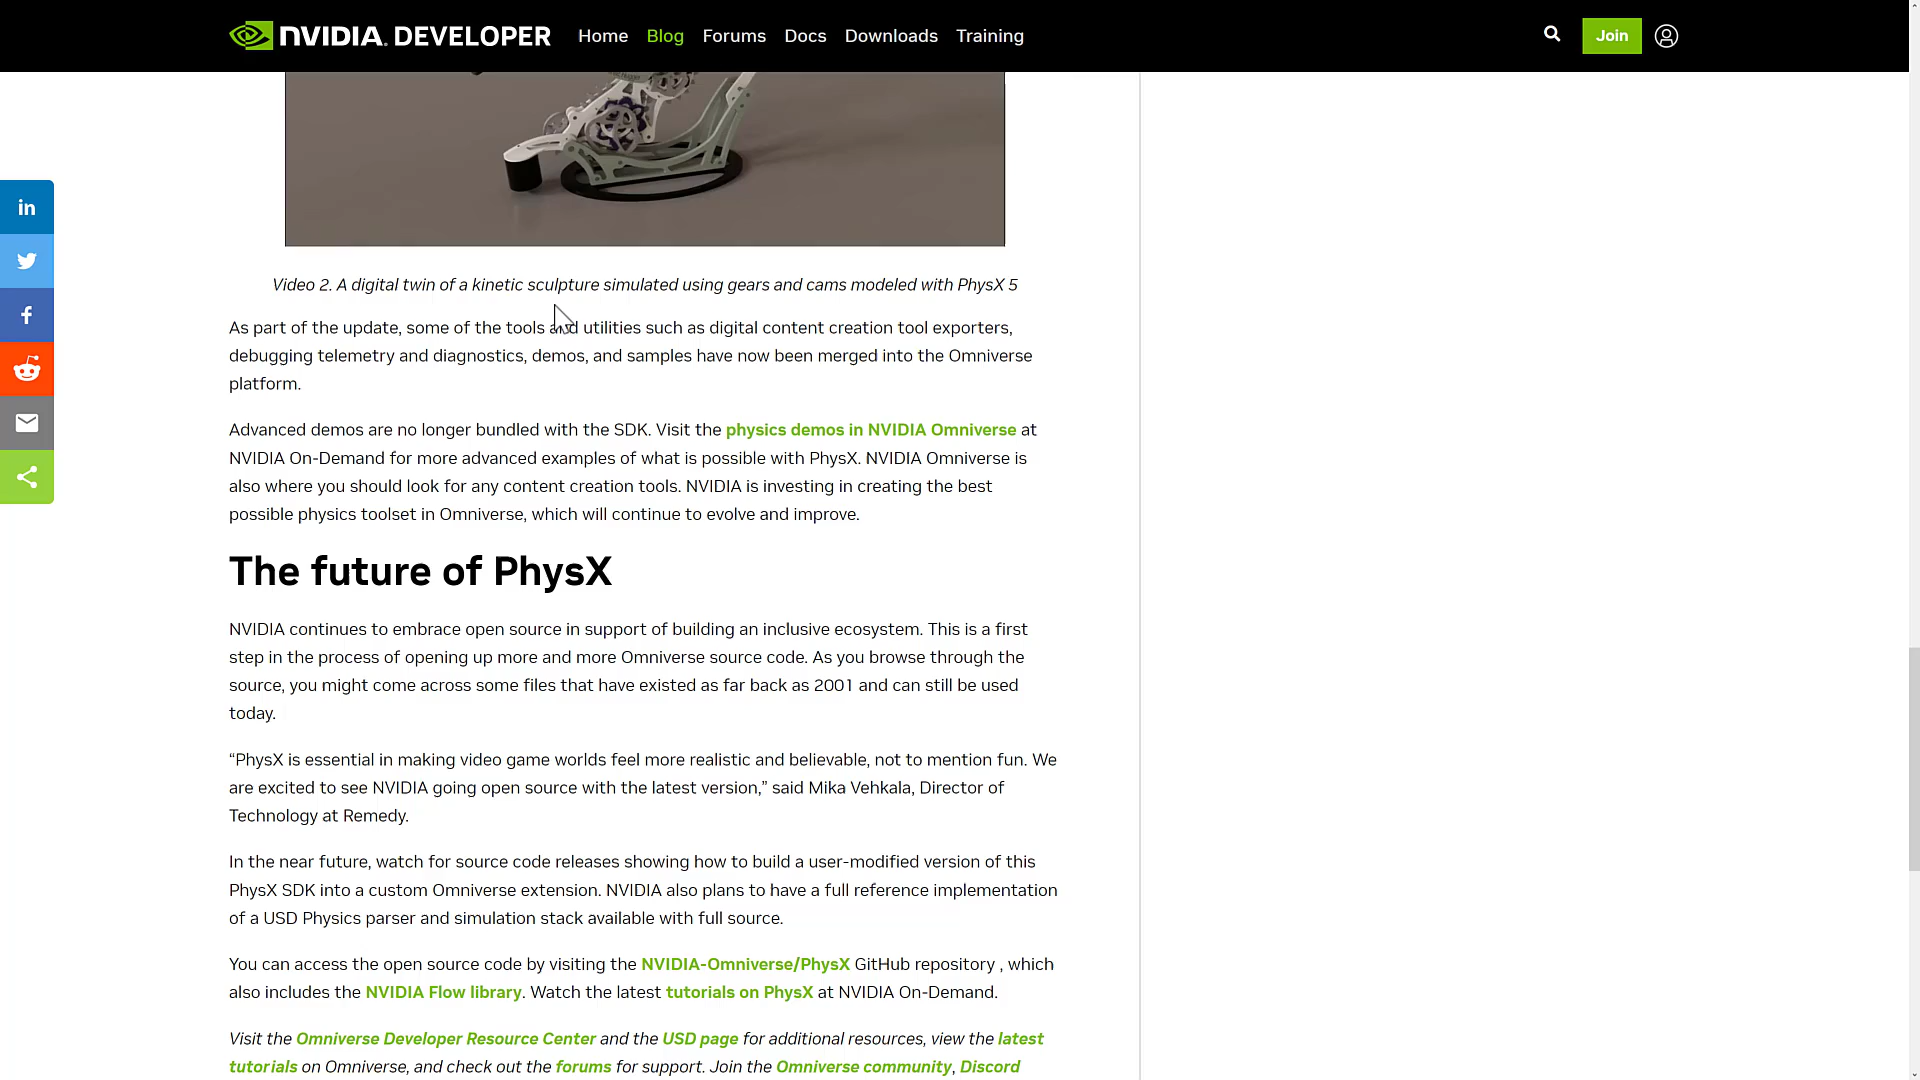 NVIDIA. DEVELOPER Home Blog Forums Docs Downloads Training Join
in
f
Video 2. A digital twin of a kinetic sculpture simulated using gears and cams modeled with PhysX 5
As part of the update, some of the tools and utilities such as digital content creation tool exporters,
debugging telemetry and diagnostics, demos, and samples have now been merged into the Omniverse
platform.
Advanced demos are no longer bundled with the SDK. Visit the physics demos in NVIDIA Omniverse at
NVIDIA On-Demand for more advanced examples of what is possible with PhysX. NVIDIA Omniverse is
also where you should look for any content creation tools. NVIDIA is investing in creating the best
possible physics toolset in Omniverse, which will continue to evolve and improve.
The future of PhysX
NVIDIA continues to embrace open source in support of building an inclusive ecosystem. This is a first
step in the process of opening up more and more Omniverse source code. As you browse through the
source, you might come across some files that have existed as far back as 2001 and can still be used
today.
“PhysX is essential in making video game worlds feel more realistic and believable, not to mention fun. We
are excited to see NVIDIA going open source with the latest version,” said Mika Vehkala, Director of
Technology at Remedy.
In the near future, watch for source code releases showing how to build a user-modified version of this
PhysX SDK into a custom Omniverse extension. NVIDIA also plans to have a full reference implementation
of a USD Physics parser and simulation stack available with full source.
You can access the open source code by visiting the NVIDIA-Omniverse/PhysX GitHub repository , which
also includes the NVIDIA Flow library. Watch the latest tutorials on PhysX at NVIDIA On-Demand.
Visit the Omniverse Developer Resource Center and the USD page for additional resources, view the latest
tutorials on Omniverse, and check out the forums for support. Join the Omniverse community, Discord